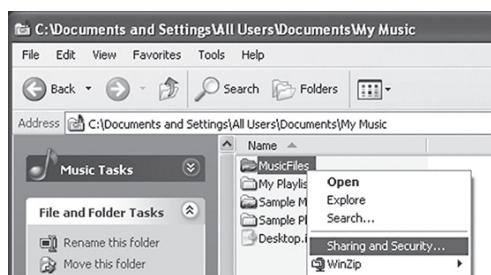 C:\Documents and Settings\All Users\Documents\My Music
File Edit View Favorites Tools Help
Back Search Folders
Address C:\Documents and Settings\All Users\Documents\My Music
Name
Music Tasks
MusicFiles
My Playlis
Sample M
Sample Pl
Desktop.i
File and Folder Tasks
Rename this folder
Move this folder
Open
Explore
Search...
Sharing and Security...
WinZip